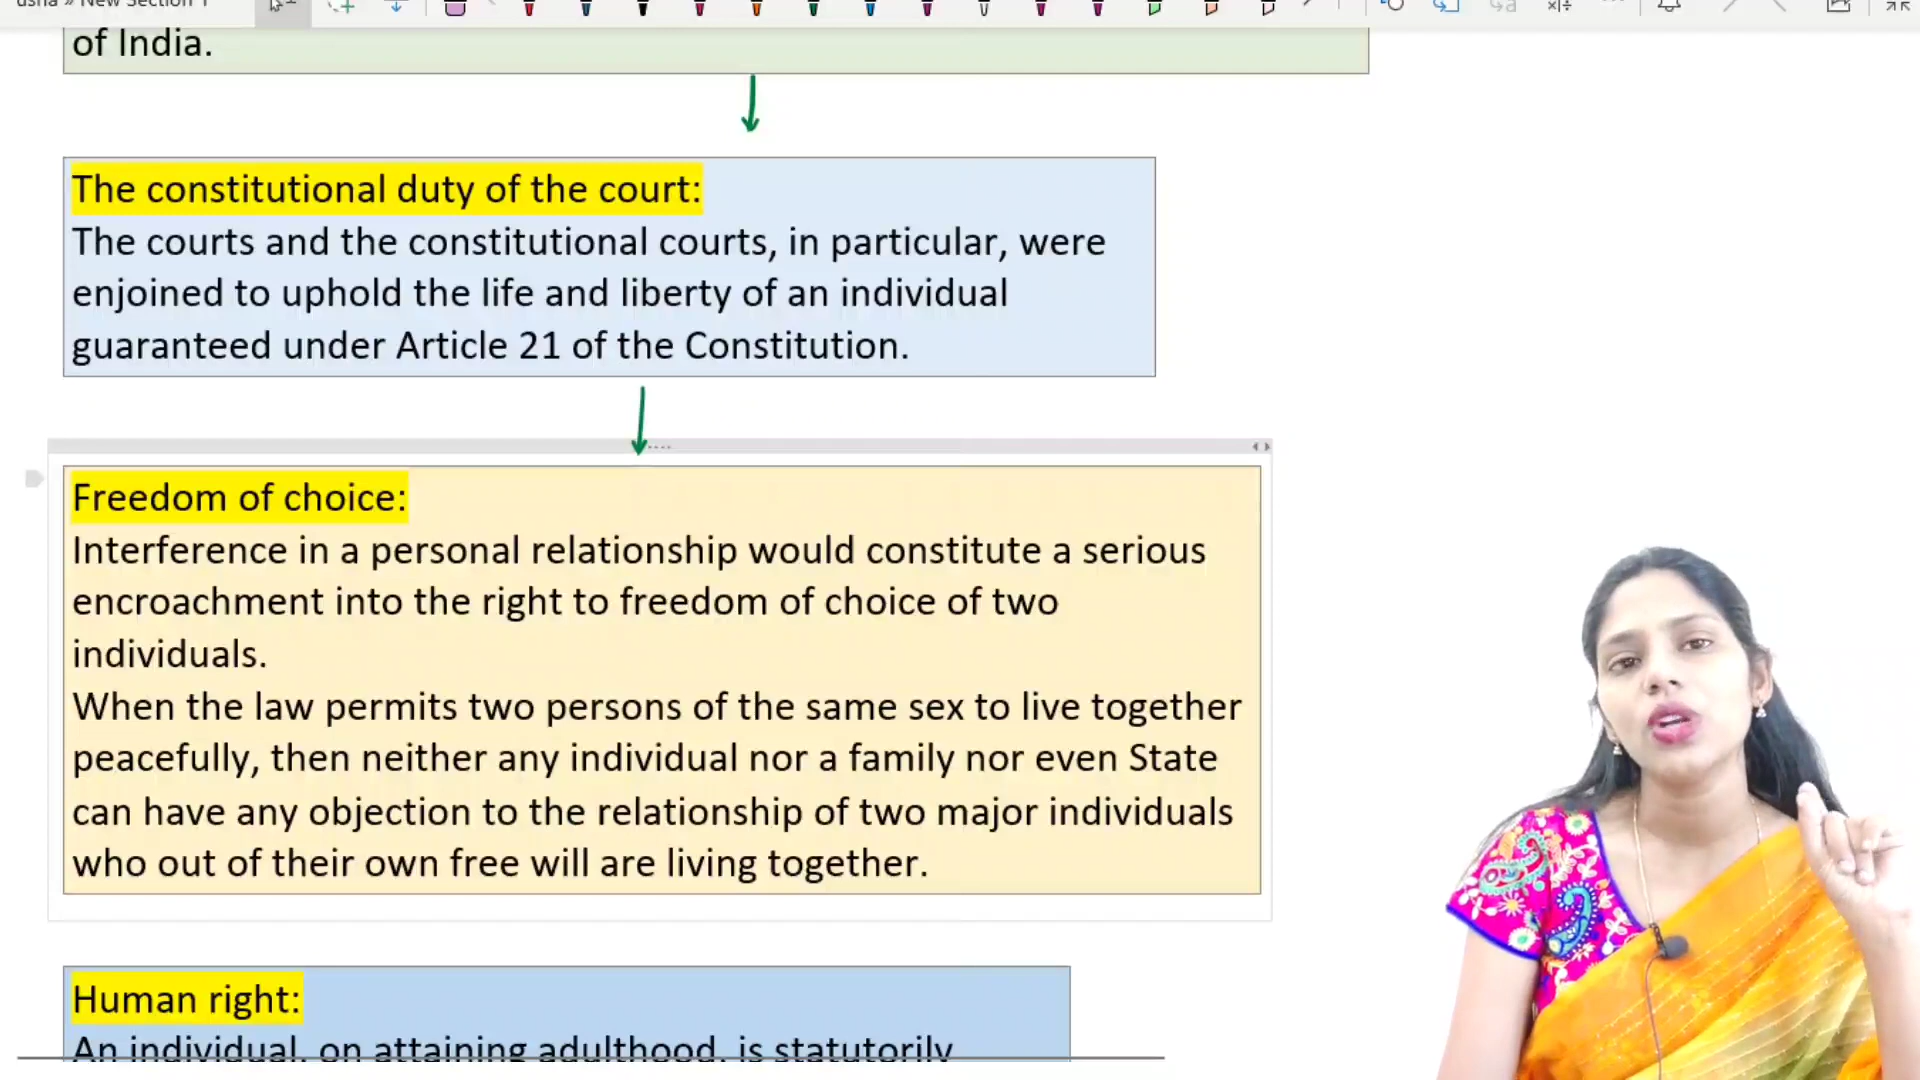 usha » New Section 1
of India.
The constitutional duty of the court:
The courts and the constitutional courts, in particular, were
enjoined to uphold the life and liberty of an individual
guaranteed under Article 21 of the Constitution.
Freedom of choice:
Interference in a personal relationship would constitute a serious
encroachment into the right to freedom of choice of two
individuals.
When the law permits two persons of the same sex to live together
peacefully, then neither any individual nor a family nor even State
can have any objection to the relationship of two major individuals
who out of their own free will are living together.
Human right:
An individual, on attaining adulthood, is statutorily